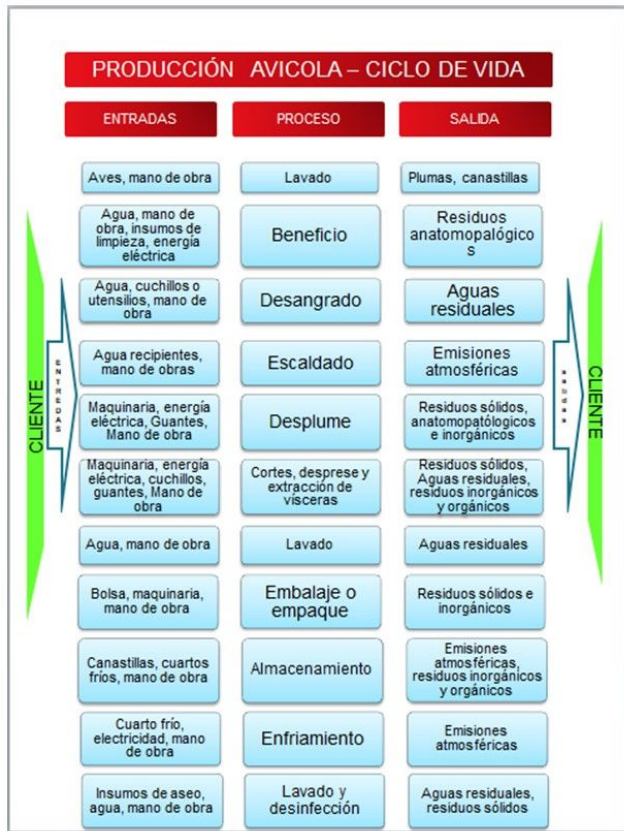 PRODUCCIÓN AVICOLA – CICLO DE VIDA
ENTRADAS
PROCESO
SALIDA
Aves, mano de obra
Lavado
Plumas, canastillas
Agua, mano de
obra, insumos de
limpieza, energía
eléctrica
Beneficio
Residuos
anatomopalógico
s
Agua, cuchillos o
utensilios, mano de
obra
Desangrado
Aguas
residuales
Agua recipientes,
mano de obras
Escaldado
Emisiones
atmosféricas
Maquinaria, energía
eléctrica, Guantes,
Mano de obra
Desplume
Residuos sólidos,
anatomopatólogicos
e inorgánicos
Maquinaria, energía
eléctrica, cuchillos,
guantes, Mano de
obra
Cortes, desprese y
extracción de
vísceras
Residuos sólidos,
Aguas residuales,
residuos inorgánicos
y orgánicos
Agua, mano de obra
Lavado
Aguas residuales
Bolsa, maquinaria,
mano de obra
Embalaje o
empaque
Residuos sólidos e
inorgánicos
Canastillas, cuartos
fríos, mano de obra
Almacenamiento
Emisiones
atmosféricas,
residuos inorgánicos
y orgánicos
Cuarto frío,
electricidad, mano
de obra
Enfriamiento
Emisiones
atmosféricas
Insumos de aseo,
agua, mano de obra
Lavado y
desinfección
Aguas residuales,
residuos sólidos
CLIENTE
ENTREDAS
CLIENTE